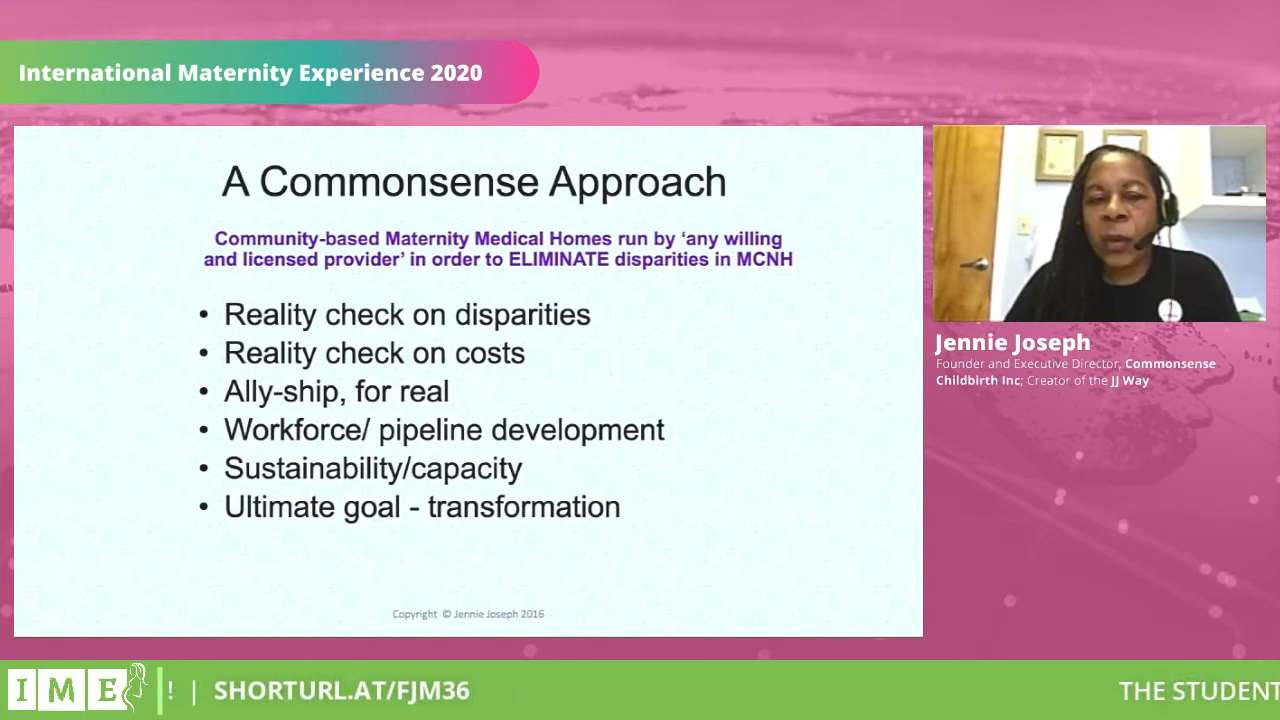 International Maternity Experience 2020
A Commonsense Approach
Community-based Maternity Medical Homes run by ‘any willing
and licensed provider’ in order to ELIMINATE disparities in MCNH
• Reality check on disparities
• Reality check on costs
• Ally-ship, for real
• Workforce/ pipeline development
• Sustainability/capacity
• Ultimate goal - transformation
Copyright © Jennie Joseph 2016
Jennie Joseph
Founder and Executive Director, Commonsense
Childbirth Inc; Creator of the JJ Way
IME ! | SHORTURL.AT/FJM36 THE STUDENT